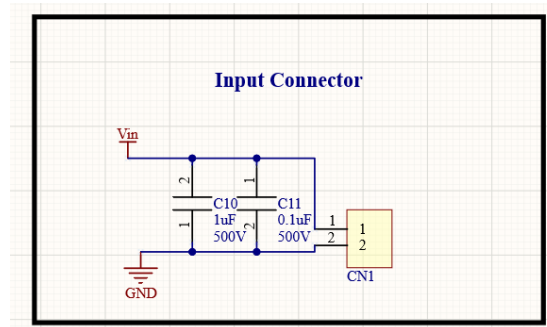 Input Connector
Vin
2
1
C10
1uF
500V
1
2
C11
0.1uF
500V
1
2
1
2
CN1
GND